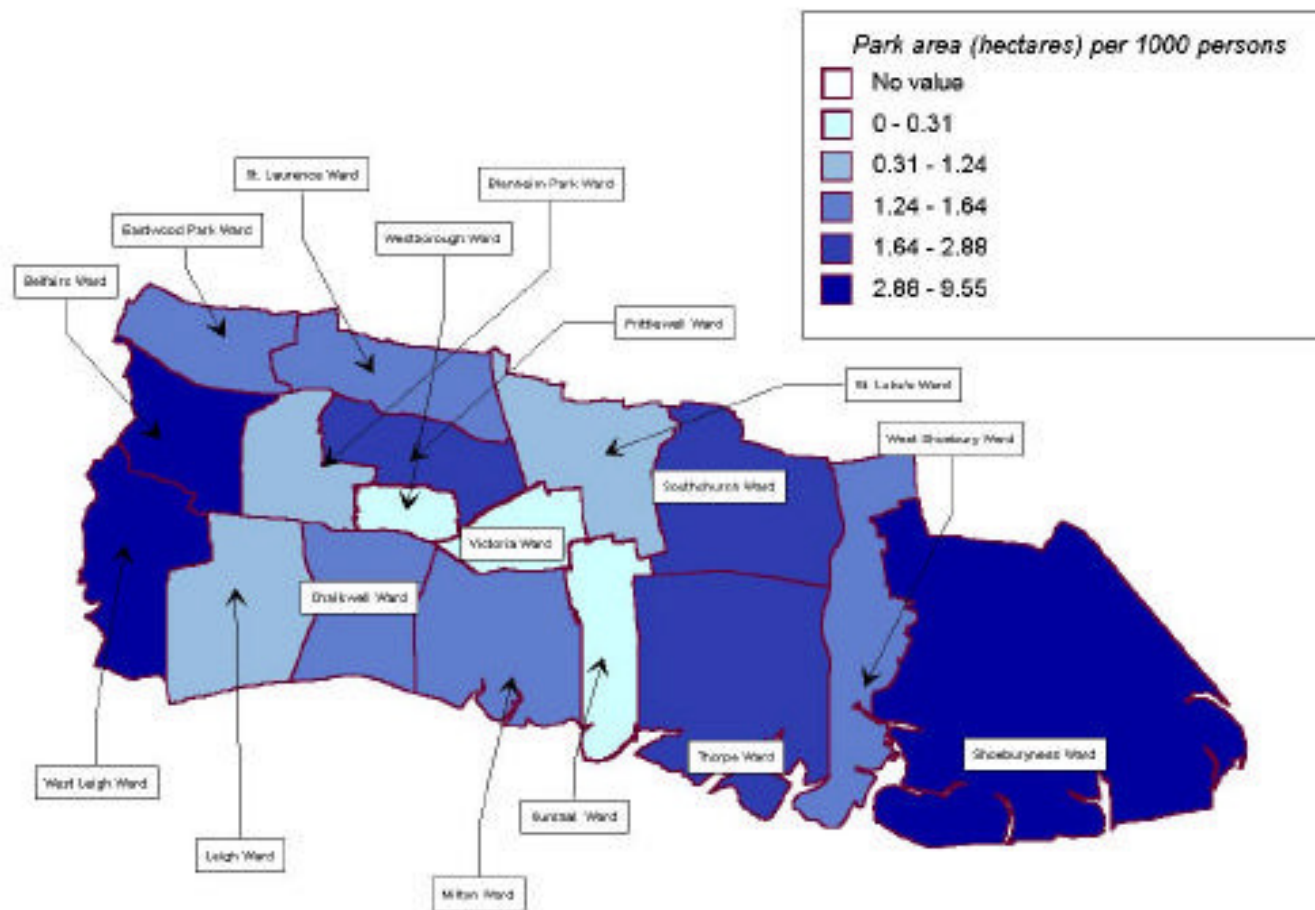 Park area (hectares) per 1000 persons
No value
0 - 0.31
0.31 - 1.24
1.24 - 1.64
1.64 - 2.88
2.88 - 9.55
St. Laurence Ward
Blenheim Park Ward
Eastwood Park Ward
Westborough Ward
Belfairs Ward
Prittlewell Ward
St. Luke's Ward
West Shoebury Ward
Southchurch Ward
Victoria Ward
Chalkwell Ward
Thorpe Ward
Shoeburyness Ward
West Leigh Ward
Kursaal Ward
Leigh Ward
Milton Ward